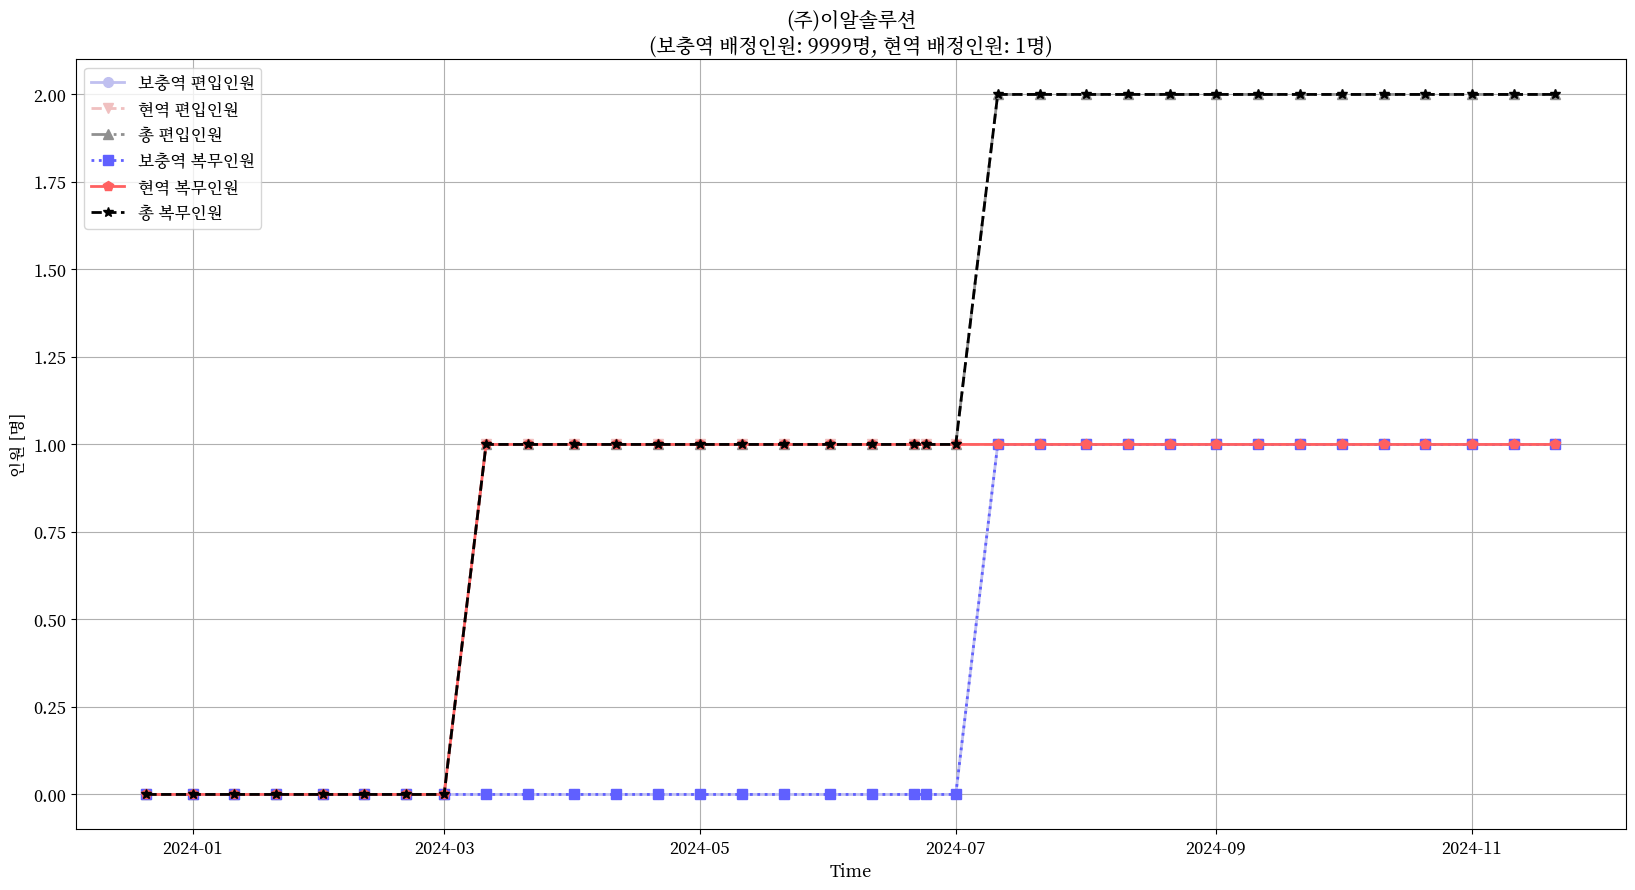 (주)이알솔루션
(보충역 배정인원: 9999명, 현역 배정인원: 1명)
보충역 편입인원
현역 편입인원
총 편입인원
보충역 복무인원
현역 복무인원
총 복무인원
2.00
1.75
1.50
1.25
1.00
0.75
0.50
0.25
0.00
인원 [명]
2024-01
2024-03
2024-05
2024-07
2024-09
2024-11
Time